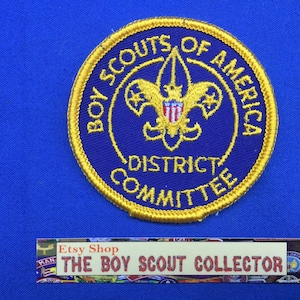 BOY SCOUTS OF AMERICA
DISTRICT
COMMITTEE
Etsy Shop
THE BOY SCOUT COLLECTOR